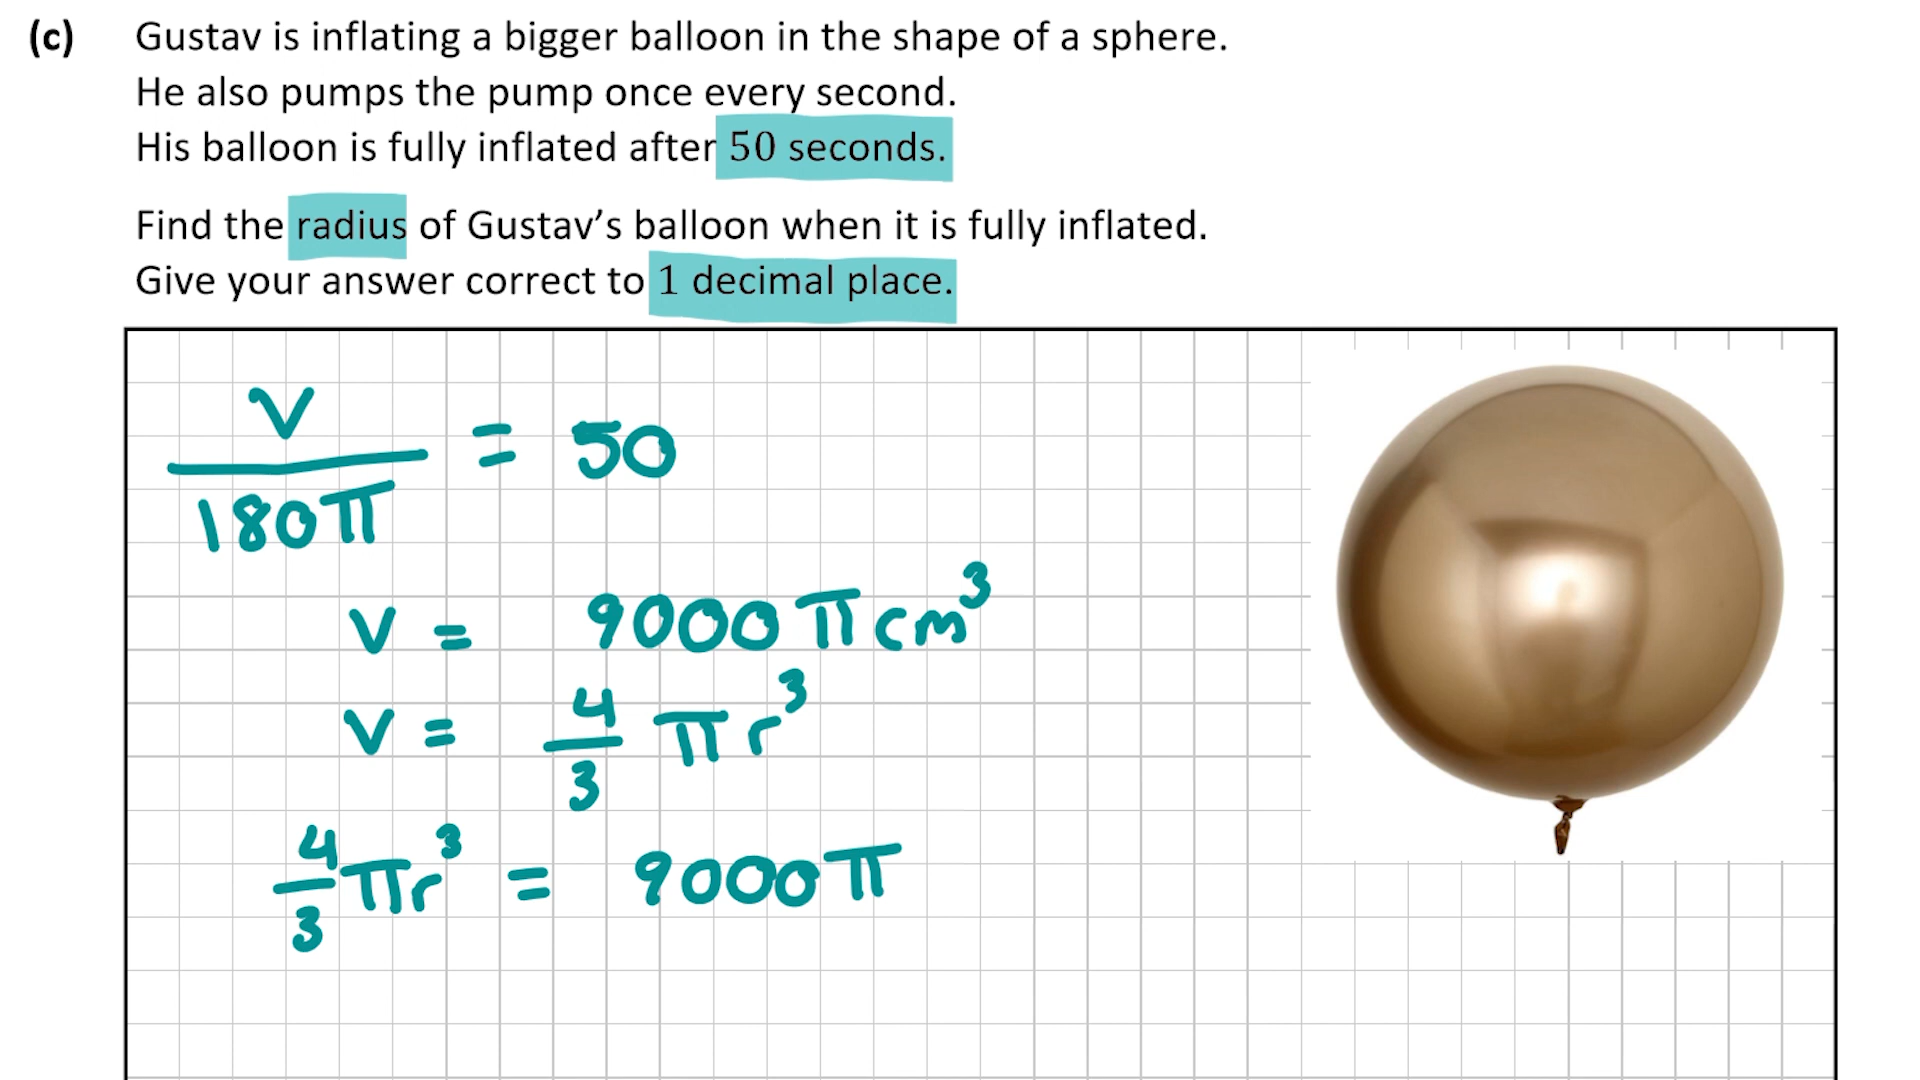 (c) Gustav is inflating a bigger balloon in the shape of a sphere.
He also pumps the pump once every second.
His balloon is fully inflated after 50 seconds.
Find the radius of Gustav’s balloon when it is fully inflated.
Give your answer correct to 1 decimal place.
V/180π = 50
V = 9000π cm³
V = 4/3 πr³
4/3 πr³ = 9000π